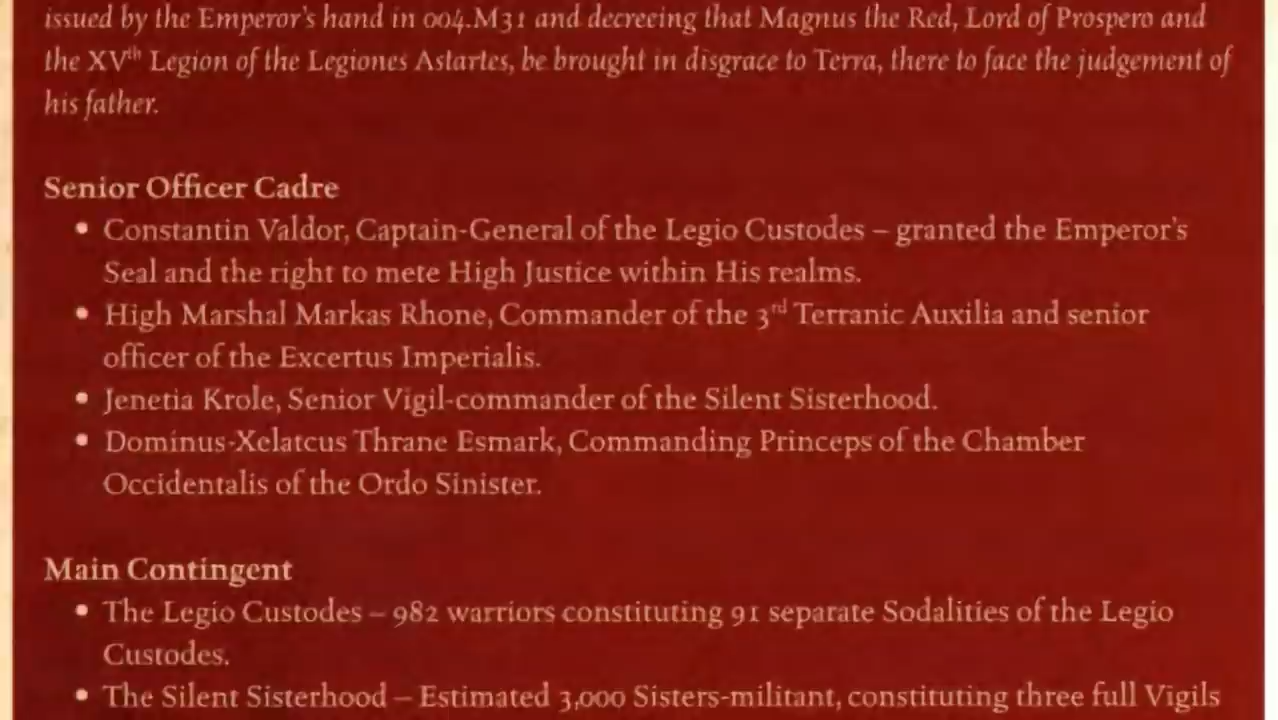 issued by the Emperor's hand in 004.M31 and decreeing that Magnus the Red, Lord of Prospero and
the XVth Legion of the Legiones Astartes, be brought in disgrace to Terra, there to face the judgement of
his father.
Senior Officer Cadre
• Constantin Valdor, Captain-General of the Legio Custodes – granted the Emperor's
Seal and the right to mete High Justice within His realms.
• High Marshal Markas Rhone, Commander of the 3rd Terranic Auxilia and senior
officer of the Excertus Imperialis.
• Jenetia Krole, Senior Vigil-commander of the Silent Sisterhood.
• Dominus-Xelatcus Thrane Esmark, Commanding Princeps of the Chamber
Occidentalis of the Ordo Sinister.
Main Contingent
• The Legio Custodes – 982 warriors constituting 91 separate Sodalities of the Legio
Custodes.
• The Silent Sisterhood – Estimated 3,000 Sisters-militant, constituting three full Vigils